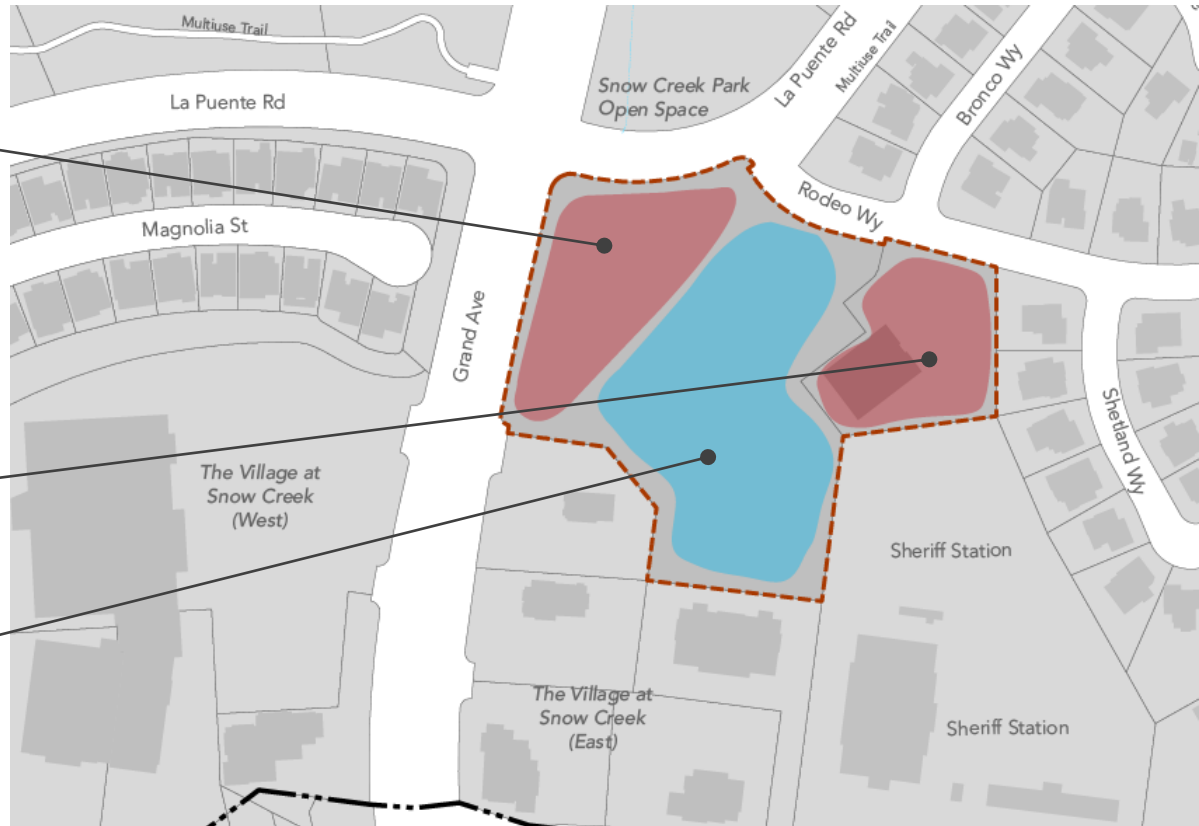 Multiuse Trail
La Puente Rd
Snow Creek Park
Open Space
La Puente Rd
Multiuse Trail
Bronco Wy
Rodeo Wy
Magnolia St
Grand Ave
Shetland Wy
The Village at
Snow Creek
(West)
Sheriff Station
The Village at
Snow Creek
(East)
Sheriff Station